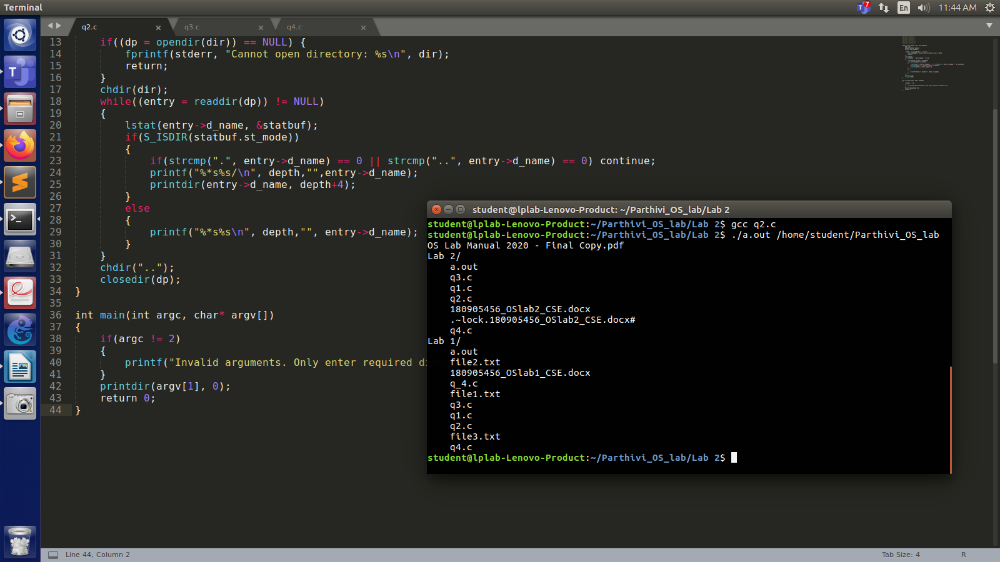 Terminal
7
T
En
11:44 AM
q2.c
q3.c
q4.c
13 if((dp = opendir(dir)) == NULL) {
14 fprintf(stderr, "Cannot open directory: %s\n", dir);
15 return;
16 }
17 chdir(dir);
18 while((entry = readdir(dp)) != NULL)
19 {
20 lstat(entry->d_name, &statbuf);
21 if(S_ISDIR(statbuf.st_mode))
22 {
23 if(strcmp(".", entry->d_name) == 0 || strcmp("..", entry->d_name) == 0) continue;
24 printf("%*s%s/\n", depth,"",entry->d_name);
25 printdir(entry->d_name, depth+4);
26 }
27 else
28 {
29 printf("%*s%s\n", depth,"", entry->d_name);
30 }
31 }
32 chdir("..");
33 closedir(dp);
34 }
35
36 int main(int argc, char* argv[])
37 {
38 if(argc != 2)
39 {
40 printf("Invalid arguments. Only enter required di
41 }
42 printdir(argv[1], 0);
43 return 0;
44 }
student@lplab-Lenovo-Product: ~/Parthivi_OS_lab/Lab 2
student@lplab-Lenovo-Product:~/Parthivi_OS_lab/Lab 2$ gcc q2.c
student@lplab-Lenovo-Product:~/Parthivi_OS_lab/Lab 2$ ./a.out /home/student/Parthivi_OS_lab
OS Lab Manual 2020 - Final Copy.pdf
Lab 2/
a.out
q3.c
q1.c
q2.c
180905456_OSlab2_CSE.docx
.~lock.180905456_OSlab2_CSE.docx#
q4.c
Lab 1/
a.out
file2.txt
180905456_OSlab1_CSE.docx
q_4.c
file1.txt
q3.c
q1.c
q2.c
file3.txt
q4.c
student@lplab-Lenovo-Product:~/Parthivi_OS_lab/Lab 2$
Line 44, Column 2
Tab Size: 4
R